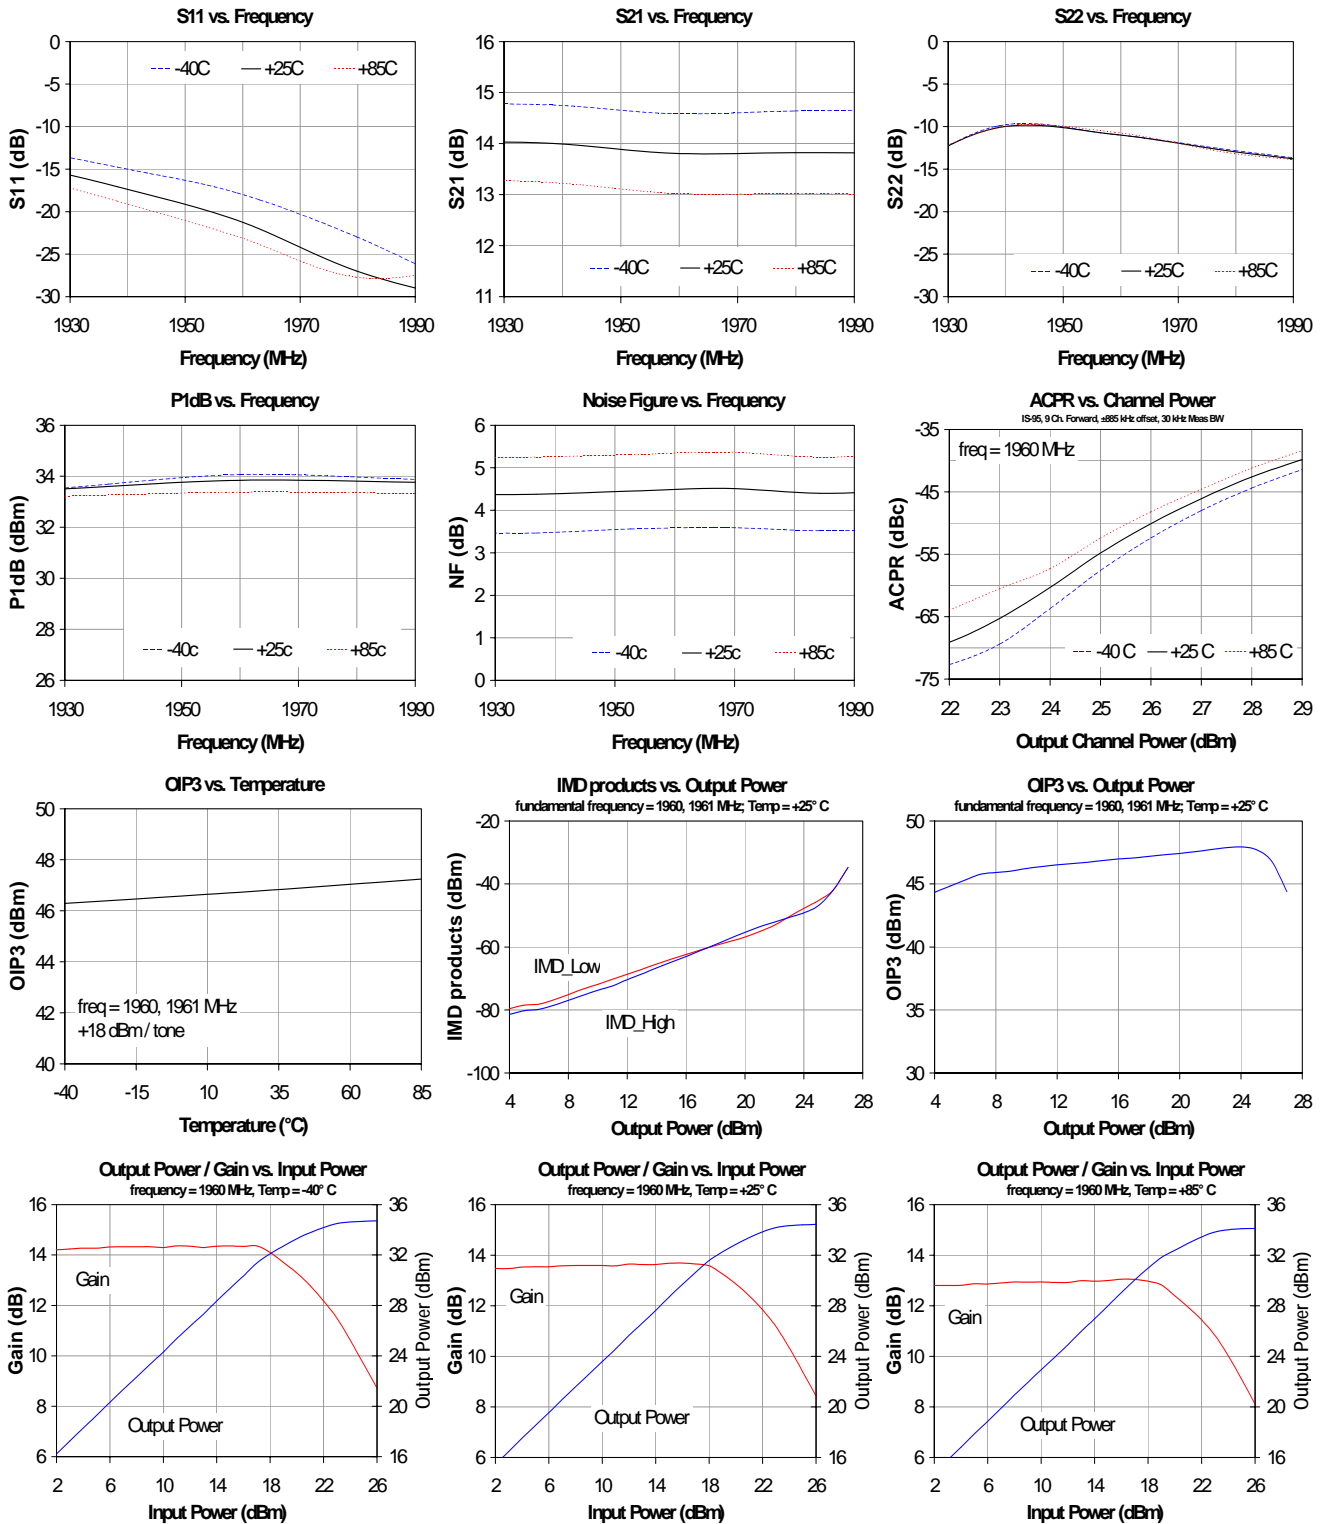 S11 vs. Frequency
0
-5
-10
-15
-20
-25
-30
S11 (dB)
-40C
+25C
+85C
1930
1950
1970
1990
Frequency (MHz)
S21 vs. Frequency
16
15
14
13
12
11
S21 (dB)
-40C
+25C
+85C
1930
1950
1970
1990
Frequency (MHz)
S22 vs. Frequency
0
-5
-10
-15
-20
-25
-30
S22 (dB)
-40C
+25C
+85C
1930
1950
1970
1990
Frequency (MHz)
P1dB vs. Frequency
36
34
32
30
28
26
P1dB (dBm)
-40c
+25c
+85c
1930
1950
1970
1990
Frequency (MHz)
Noise Figure vs. Frequency
6
5
4
3
2
1
0
NF (dB)
-40c
+25c
+85c
1930
1950
1970
1990
Frequency (MHz)
ACPR vs. Channel Power
IS-95, 9 Ch. Forward, ±885 kHz offset, 30 kHz Meas BW
-35
-45
-55
-65
-75
ACPR (dBc)
freq = 1960 MHz
-40 C
+25 C
+85 C
22
23
24
25
26
27
28
29
Output Channel Power (dBm)
OIP3 vs. Temperature
50
48
46
44
42
40
OIP3 (dBm)
freq = 1960, 1961 MHz
+18 dBm / tone
-40
-15
10
35
60
85
Temperature (°C)
IMD products vs. Output Power
fundamental frequency = 1960, 1961 MHz; Temp = +25° C
-20
-40
-60
-80
-100
IMD products (dBm)
IMD_Low
IMD_High
4
8
12
16
20
24
28
Output Power (dBm)
OIP3 vs. Output Power
fundamental frequency = 1960, 1961 MHz; Temp = +25° C
50
45
40
35
30
OIP3 (dBm)
4
8
12
16
20
24
28
Output Power (dBm)
Output Power / Gain vs. Input Power
frequency = 1960 MHz, Temp = -40° C
16
14
12
10
8
6
Gain (dB)
Gain
Output Power
36
32
28
24
20
16
Output Power (dBm)
2
6
10
14
18
22
26
Input Power (dBm)
Output Power / Gain vs. Input Power
frequency = 1960 MHz, Temp = +25° C
16
14
12
10
8
6
Gain (dB)
Gain
Output Power
36
32
28
24
20
16
Output Power (dBm)
2
6
10
14
18
22
26
Input Power (dBm)
Output Power / Gain vs. Input Power
frequency = 1960 MHz, Temp = +85° C
16
14
12
10
8
6
Gain (dB)
Gain
Output Power
36
32
28
24
20
16
Output Power (dBm)
2
6
10
14
18
22
26
Input Power (dBm)